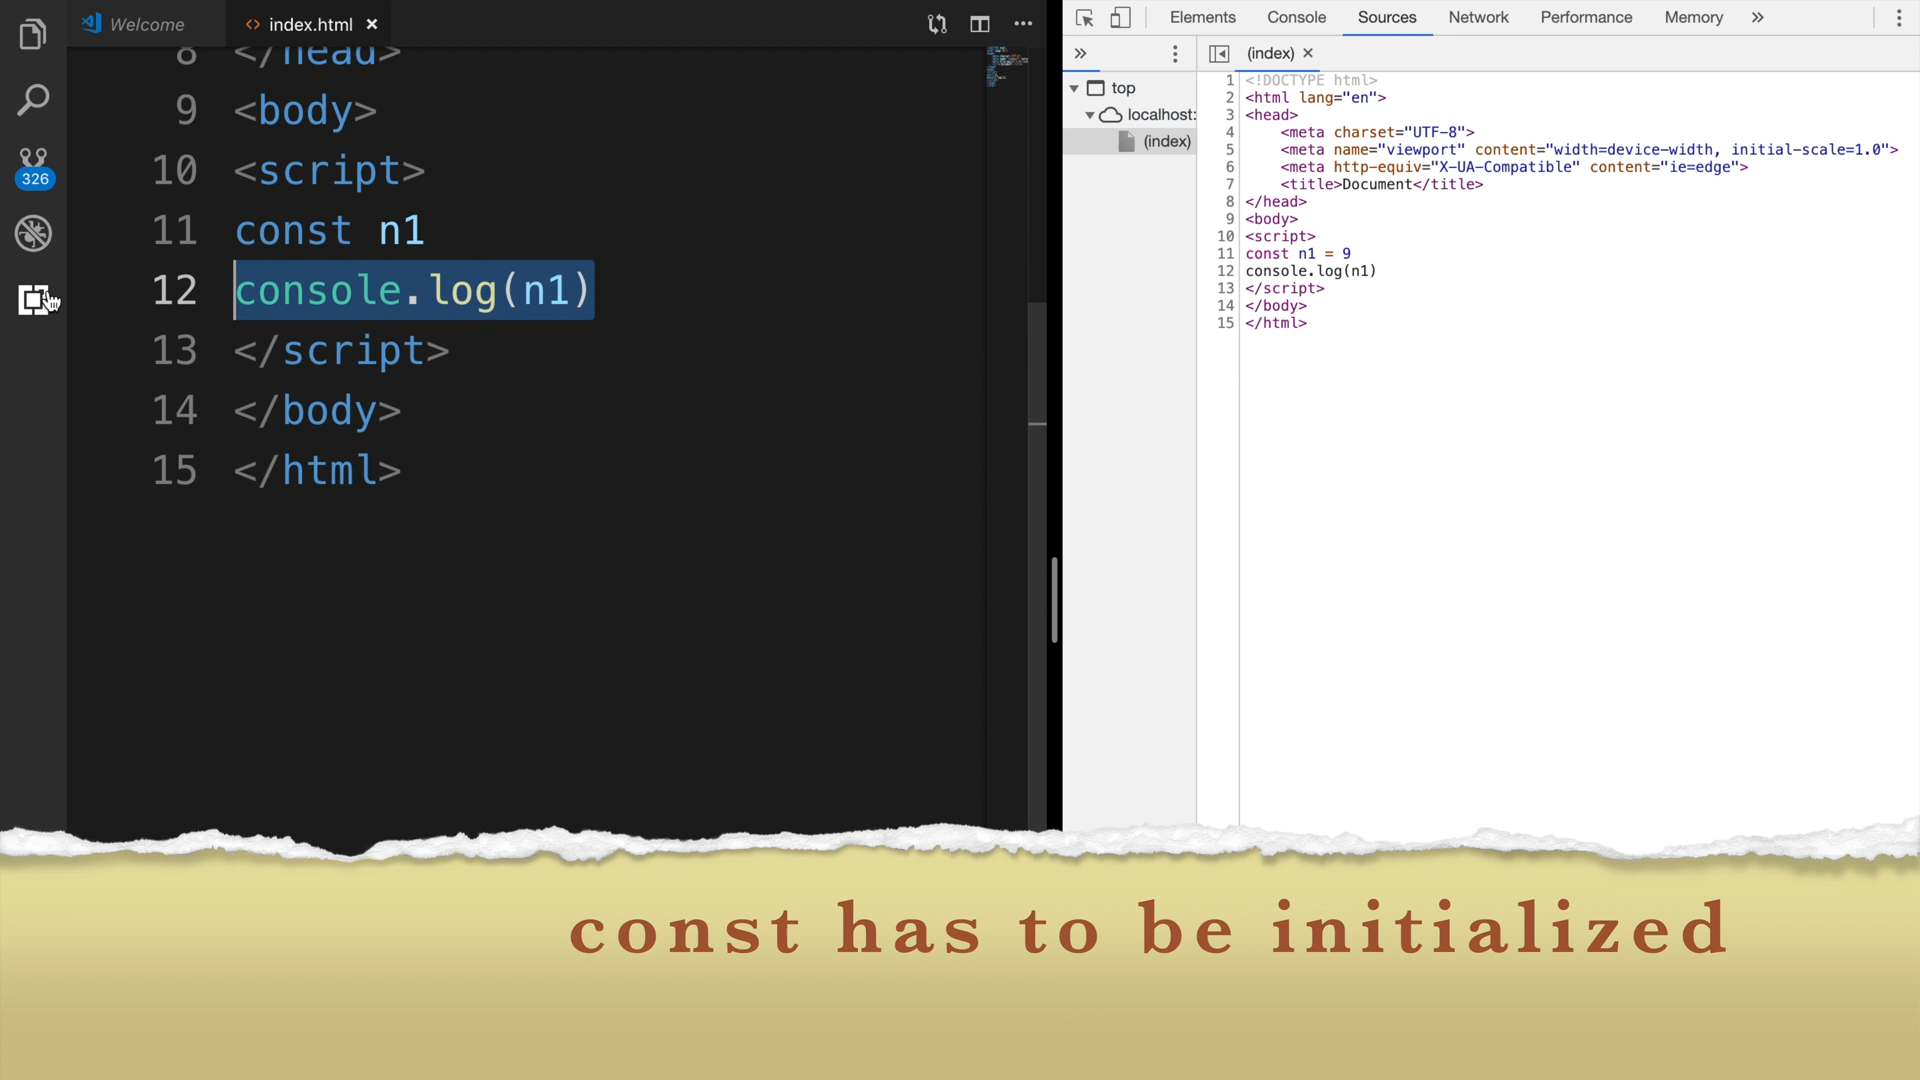 Welcome
index.html
8 </head>
9 <body>
10 <script>
11 const n1
12 console.log(n1)
13 </script>
14 </body>
15 </html>
326
Elements Console Sources Network Performance Memory
(index)
top
localhost:
(index)
1 <!DOCTYPE html>
2 <html lang="en">
3 <head>
4 <meta charset="UTF-8">
5 <meta name="viewport" content="width=device-width, initial-scale=1.0">
6 <meta http-equiv="X-UA-Compatible" content="ie=edge">
7 <title>Document</title>
8 </head>
9 <body>
10 <script>
11 const n1 = 9
12 console.log(n1)
13 </script>
14 </body>
15 </html>
const has to be initialized